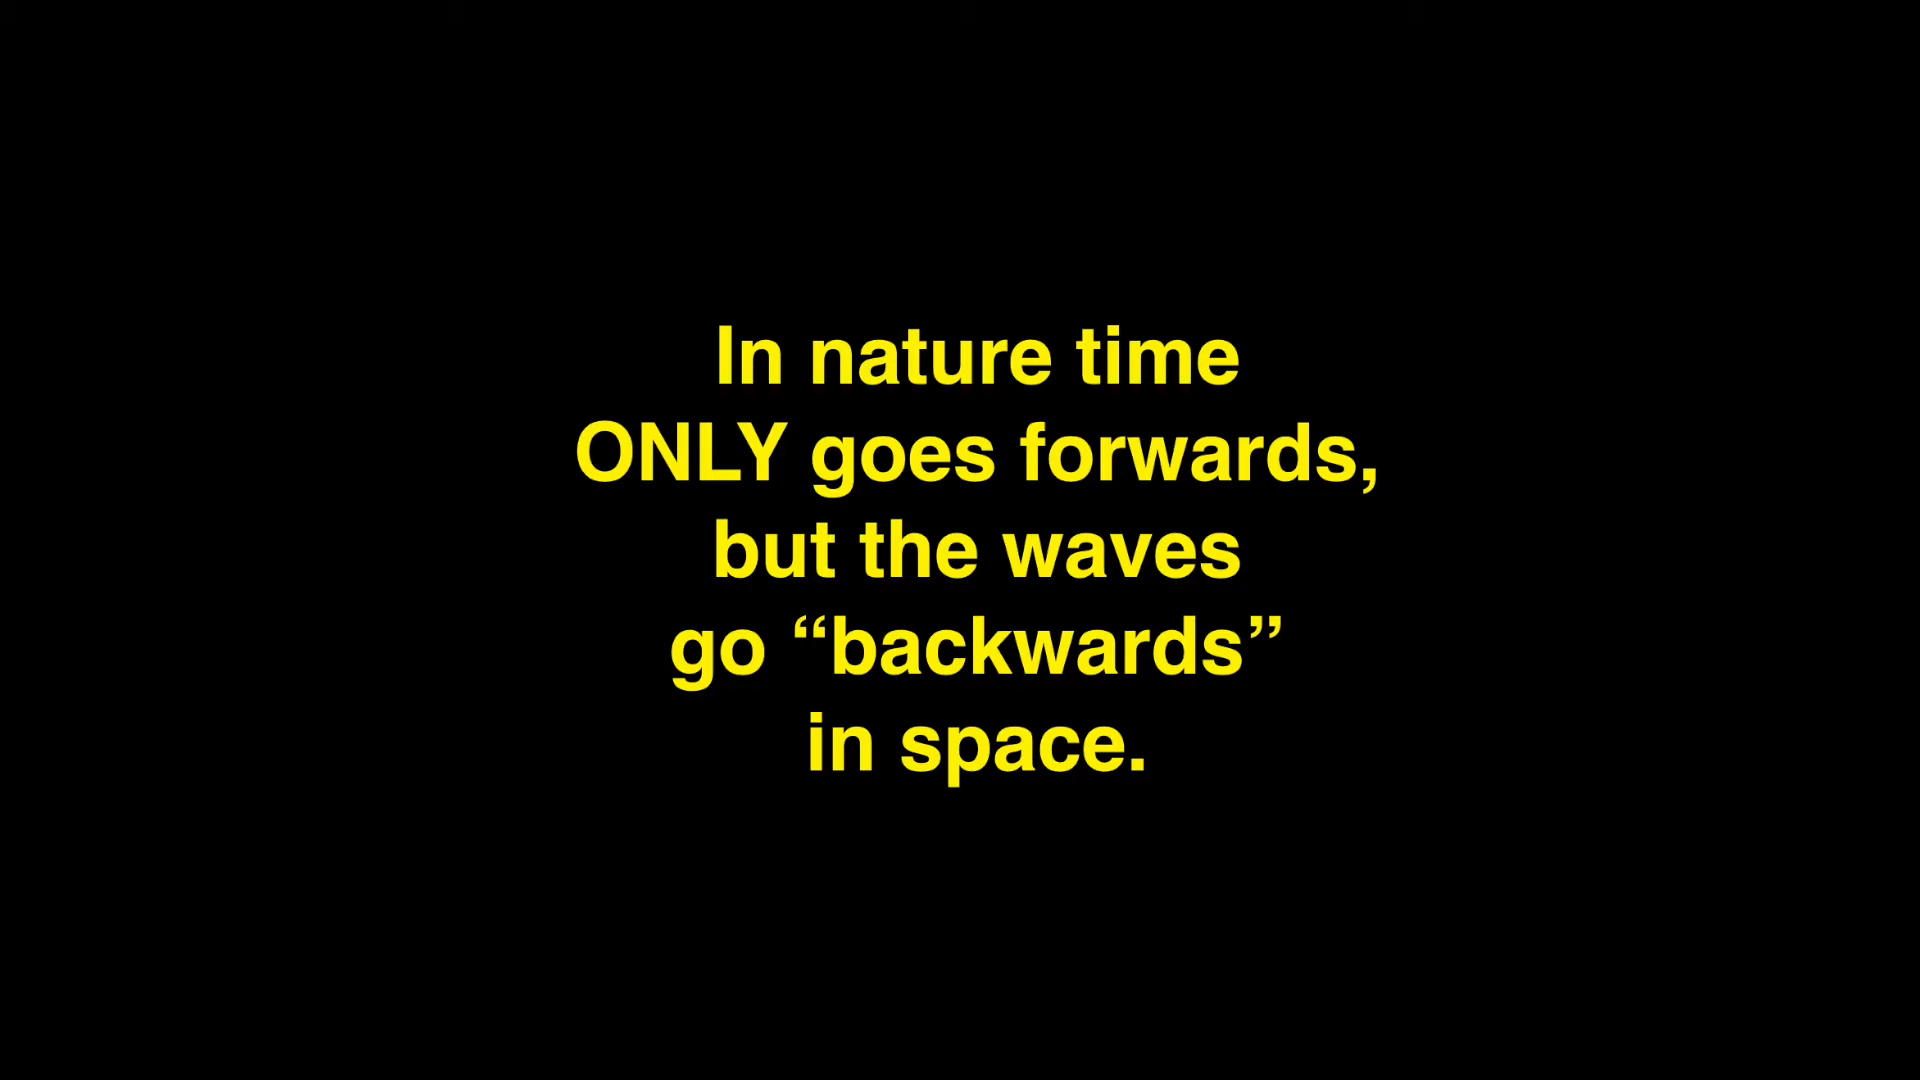 In nature time
ONLY goes forwards,
but the waves
go “backwards”
in space.